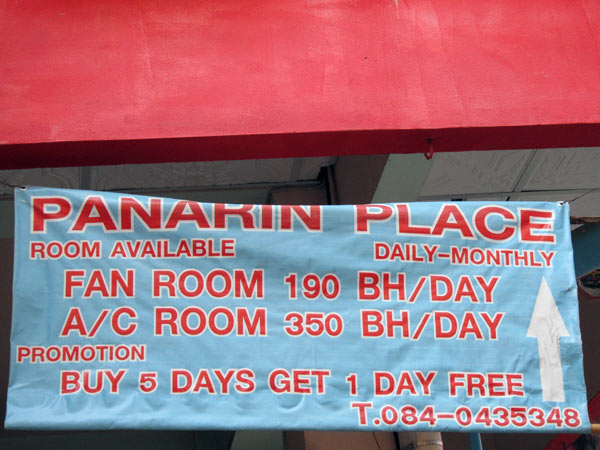 PANARIN PLACE
ROOM AVAILABLE DAILY-MONTHLY
FAN ROOM 190 BH/DAY
A/C ROOM 350 BH/DAY
PROMOTION
BUY 5 DAYS GET 1 DAY FREE
T.084-0435348